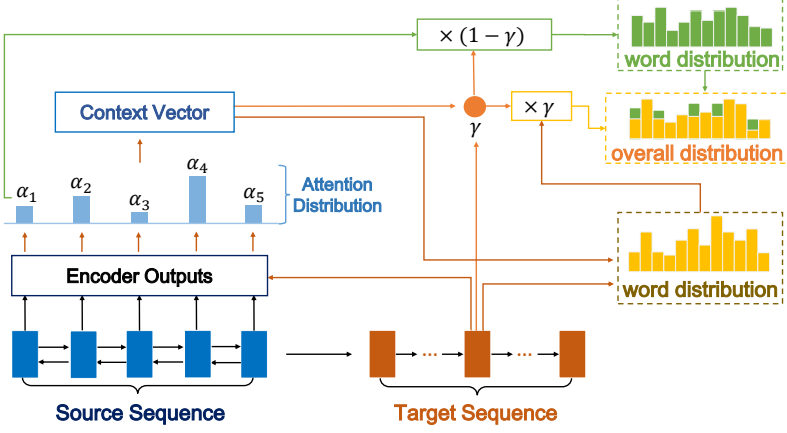 × (1 − γ)
word distribution
Context Vector
γ
× γ
overall distribution
α1
α2
α3
α4
α5
Attention
Distribution
Encoder Outputs
word distribution
...
...
Source Sequence
Target Sequence